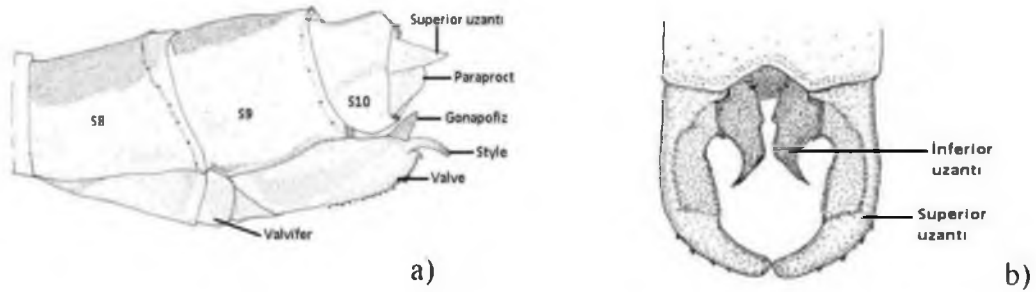 Superior uzantı
Paraproct
S10
Gonapofiz
S9
S8
Style
Valve
Valvifer
a)
İnferior
uzantı
Superior
uzantı
b)